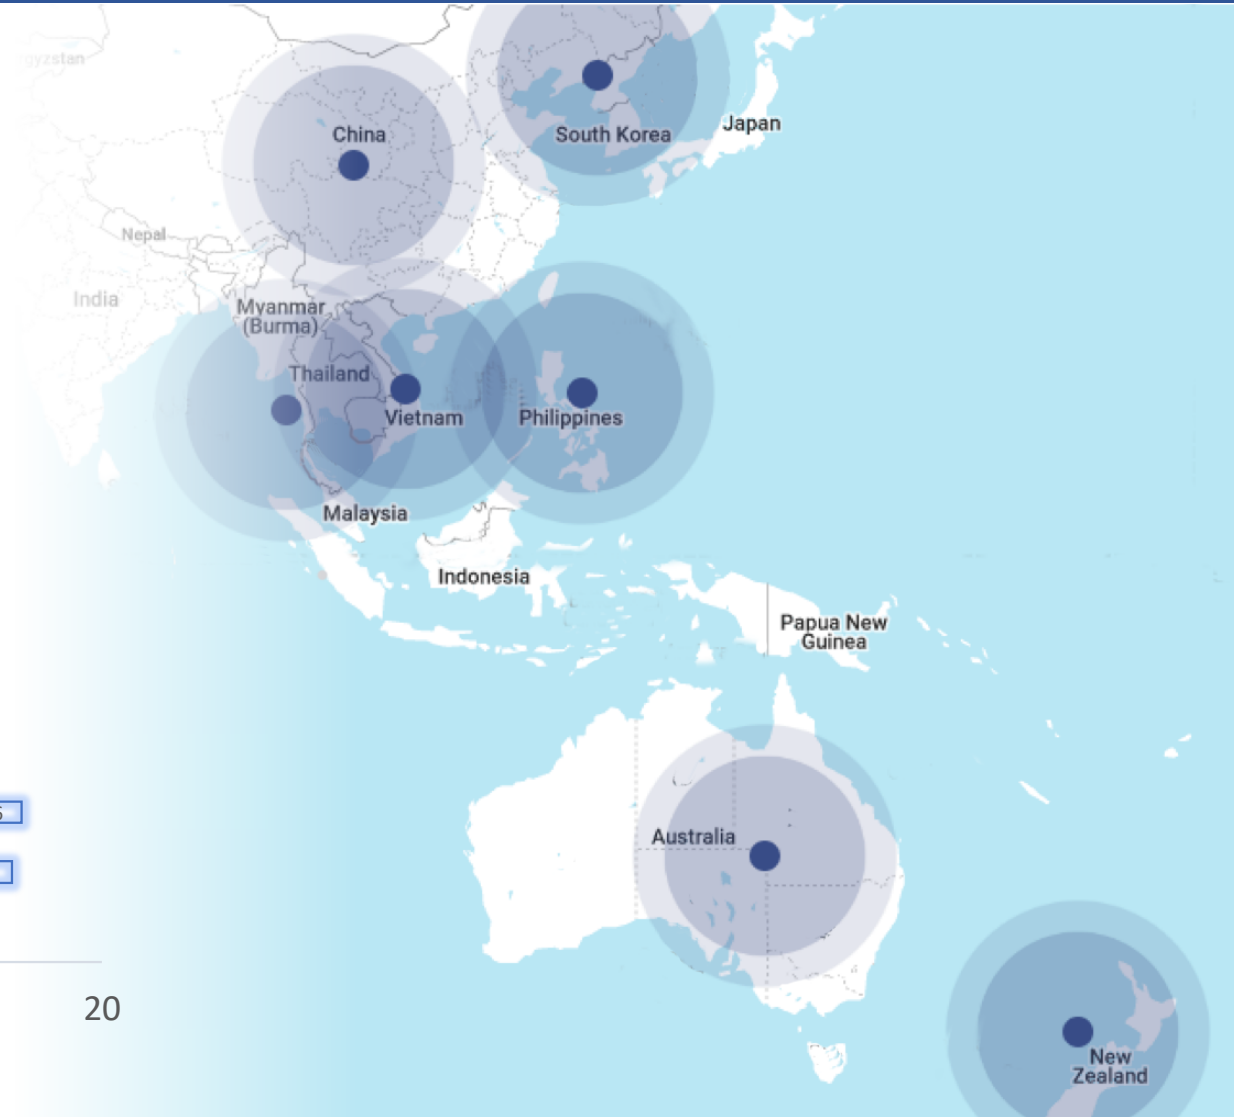 gyzstan
China
South Korea
Japan
Nepal
India
Myanmar
(Burma)
Thailand
Vietnam
Philippines
Malaysia
Indonesia
Papua New
Guinea
Australia
20
New
Zealand